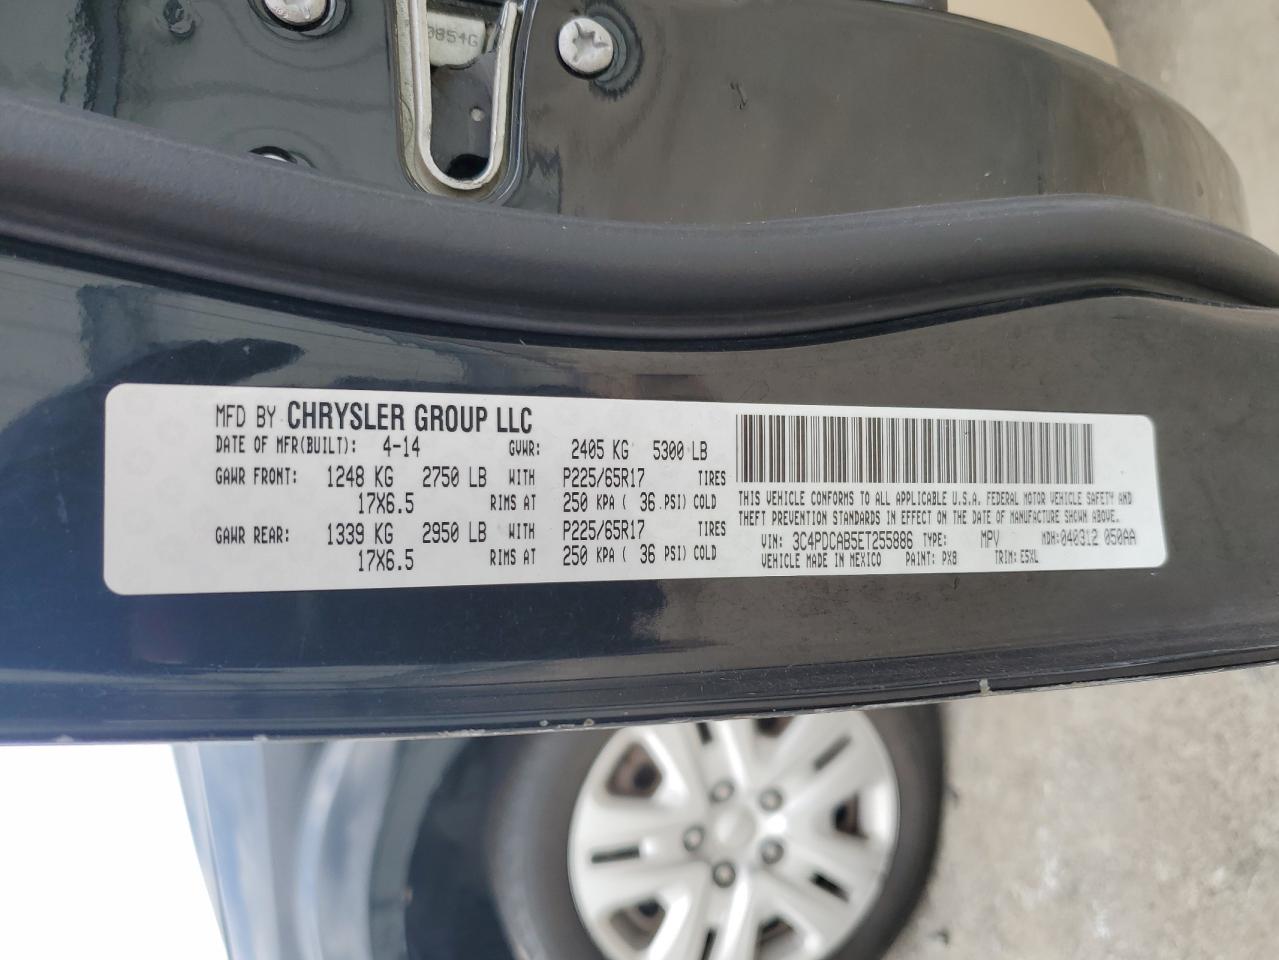 0854G
MFD BY CHRYSLER GROUP LLC
DATE OF MFR(BUILT): 4-14 GVWR: 2405 KG 5300 LB
GAWR FRONT: 1248 KG 2750 LB WITH P225/65R17 TIRES
17X6.5 RIMS AT 250 KPA ( 36 PSI) COLD
GAWR REAR: 1339 KG 2950 LB WITH P225/65R17 TIRES
17X6.5 RIMS AT 250 KPA ( 36 PSI) COLD
THIS VEHICLE CONFORMS TO ALL APPLICABLE U.S.A. FEDERAL MOTOR VEHICLE SAFETY AND
THEFT PREVENTION STANDARDS IN EFFECT ON THE DATE OF MANUFACTURE SHOWN ABOVE.
VIN: 3C4PDCAB5ET255886 TYPE: MPV MDH: 040312 050AA
VEHICLE MADE IN MEXICO PAINT: PX8 TRIM: E5XL